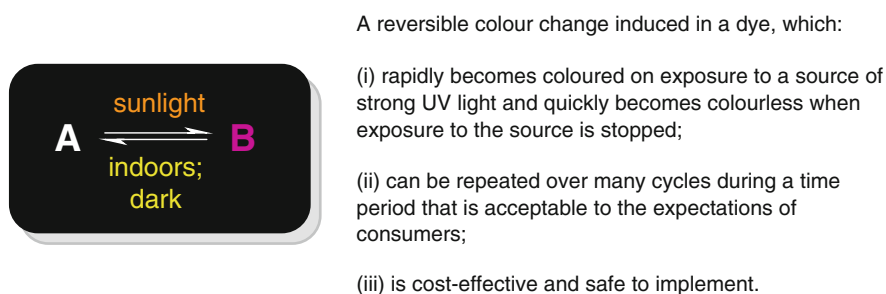 A sunlight B
indoors;
dark
A reversible colour change induced in a dye, which:
(i) rapidly becomes coloured on exposure to a source of
strong UV light and quickly becomes colourless when
exposure to the source is stopped;
(ii) can be repeated over many cycles during a time
period that is acceptable to the expectations of
consumers;
(iii) is cost-effective and safe to implement.